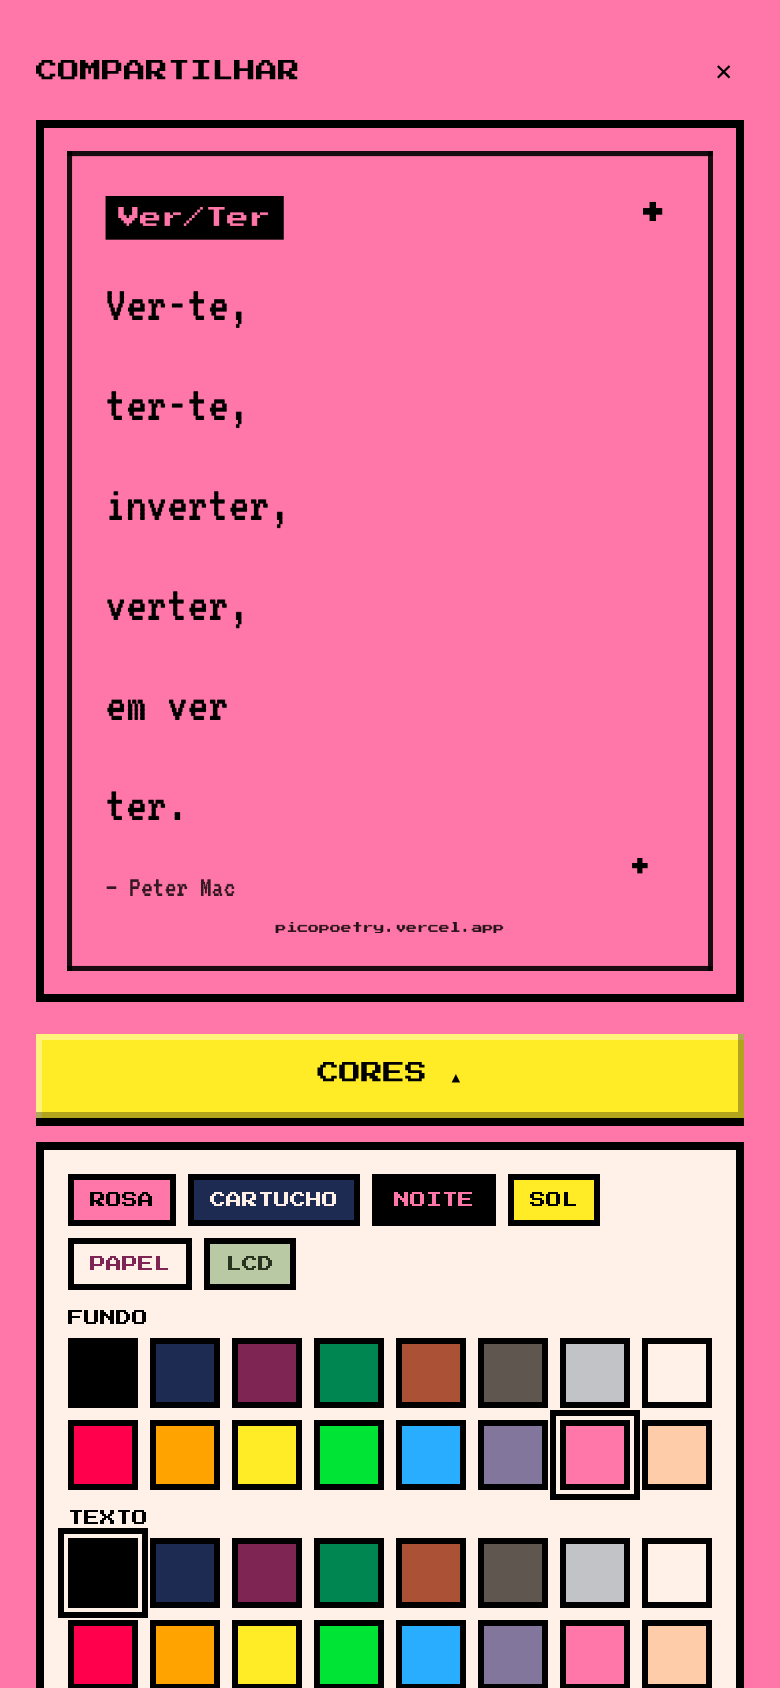 COMPARTILHAR ×
Ver/Ter
Ver-te,
ter-te,
inverter,
verter,
em ver
ter.
— Peter Mac
picopoetry.vercel.app
CORES ▲
ROSA CARTUCHO NOITE SOL
PAPEL LCD
FUNDO
TEXTO